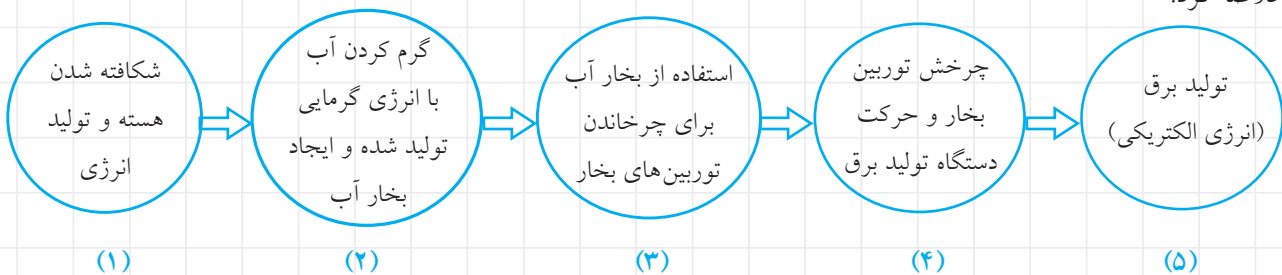 شکافته شدن
هسته و تولید
انرژی
(۱)
گرم کردن آب
با انرژی گرمایی
تولید شده و ایجاد
بخار آب
(۲)
استفاده از بخار آب
برای چرخاندن
توربین‌های بخار
(۳)
چرخش توربین
بخار و حرکت
دستگاه تولید برق
(۴)
تولید برق
(انرژی الکتریکی)
(۵)